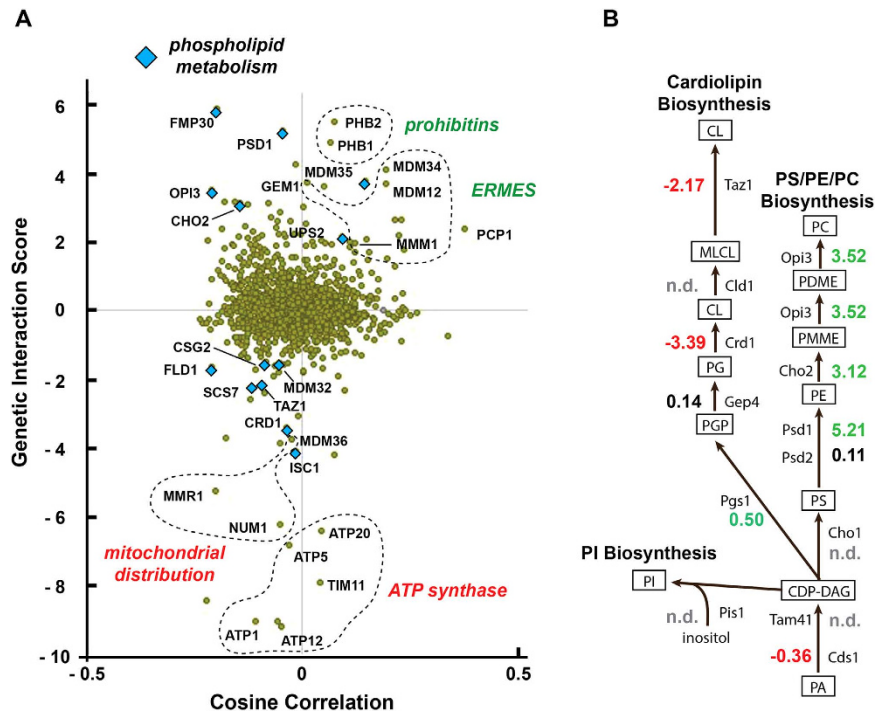 A
phospholipid
metabolism
Genetic Interaction Score
6
4
2
0
- 2
- 4
- 6
- 8
- 10
-0.5
0
0.5
Cosine Correlation
FMP30
PSD1
PHB2
PHB1
prohibitins
OPI3
CHO2
GEM1
MDM35
MDM34
MDM12
ERMES
UPS2
MMM1
PCP1
CSG2
FLD1
SCS7
MDM32
TAZ1
CRD1
MDM36
ISC1
MMR1
NUM1
mitochondrial
distribution
ATP20
ATP5
TIM11
ATP synthase
ATP1
ATP12
B
Cardiolipin
Biosynthesis
CL
-2.17
Taz1
MLCL
n.d.
Cld1
CL
-3.39
Crd1
PG
0.14
Gep4
PGP
Pgs1
0.50
PS/PE/PC
Biosynthesis
PC
Opi3
3.52
PDME
Opi3
3.52
PMME
Cho2
3.12
PE
Psd1
5.21
Psd2
0.11
PS
Cho1
n.d.
PI Biosynthesis
PI
CDP-DAG
n.d.
Pis1
inositol
Tam41
n.d.
-0.36
Cds1
PA